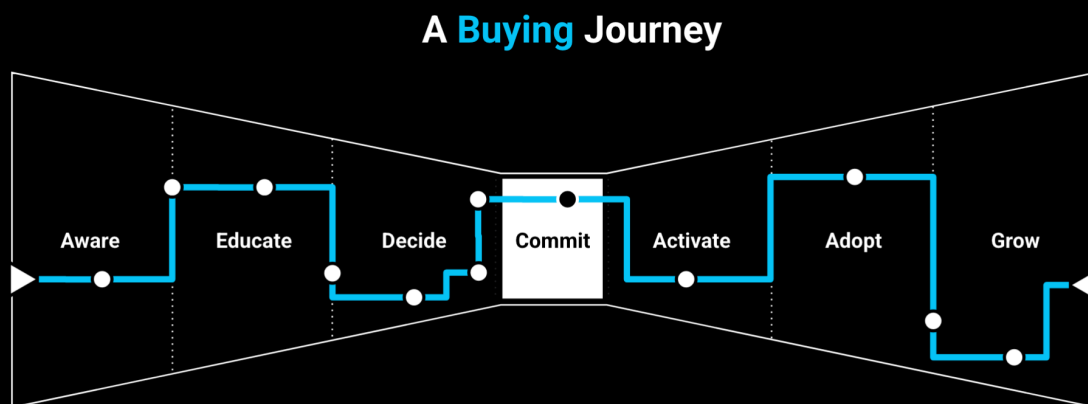 A Buying Journey
Aware
Educate
Decide
Commit
Activate
Adopt
Grow